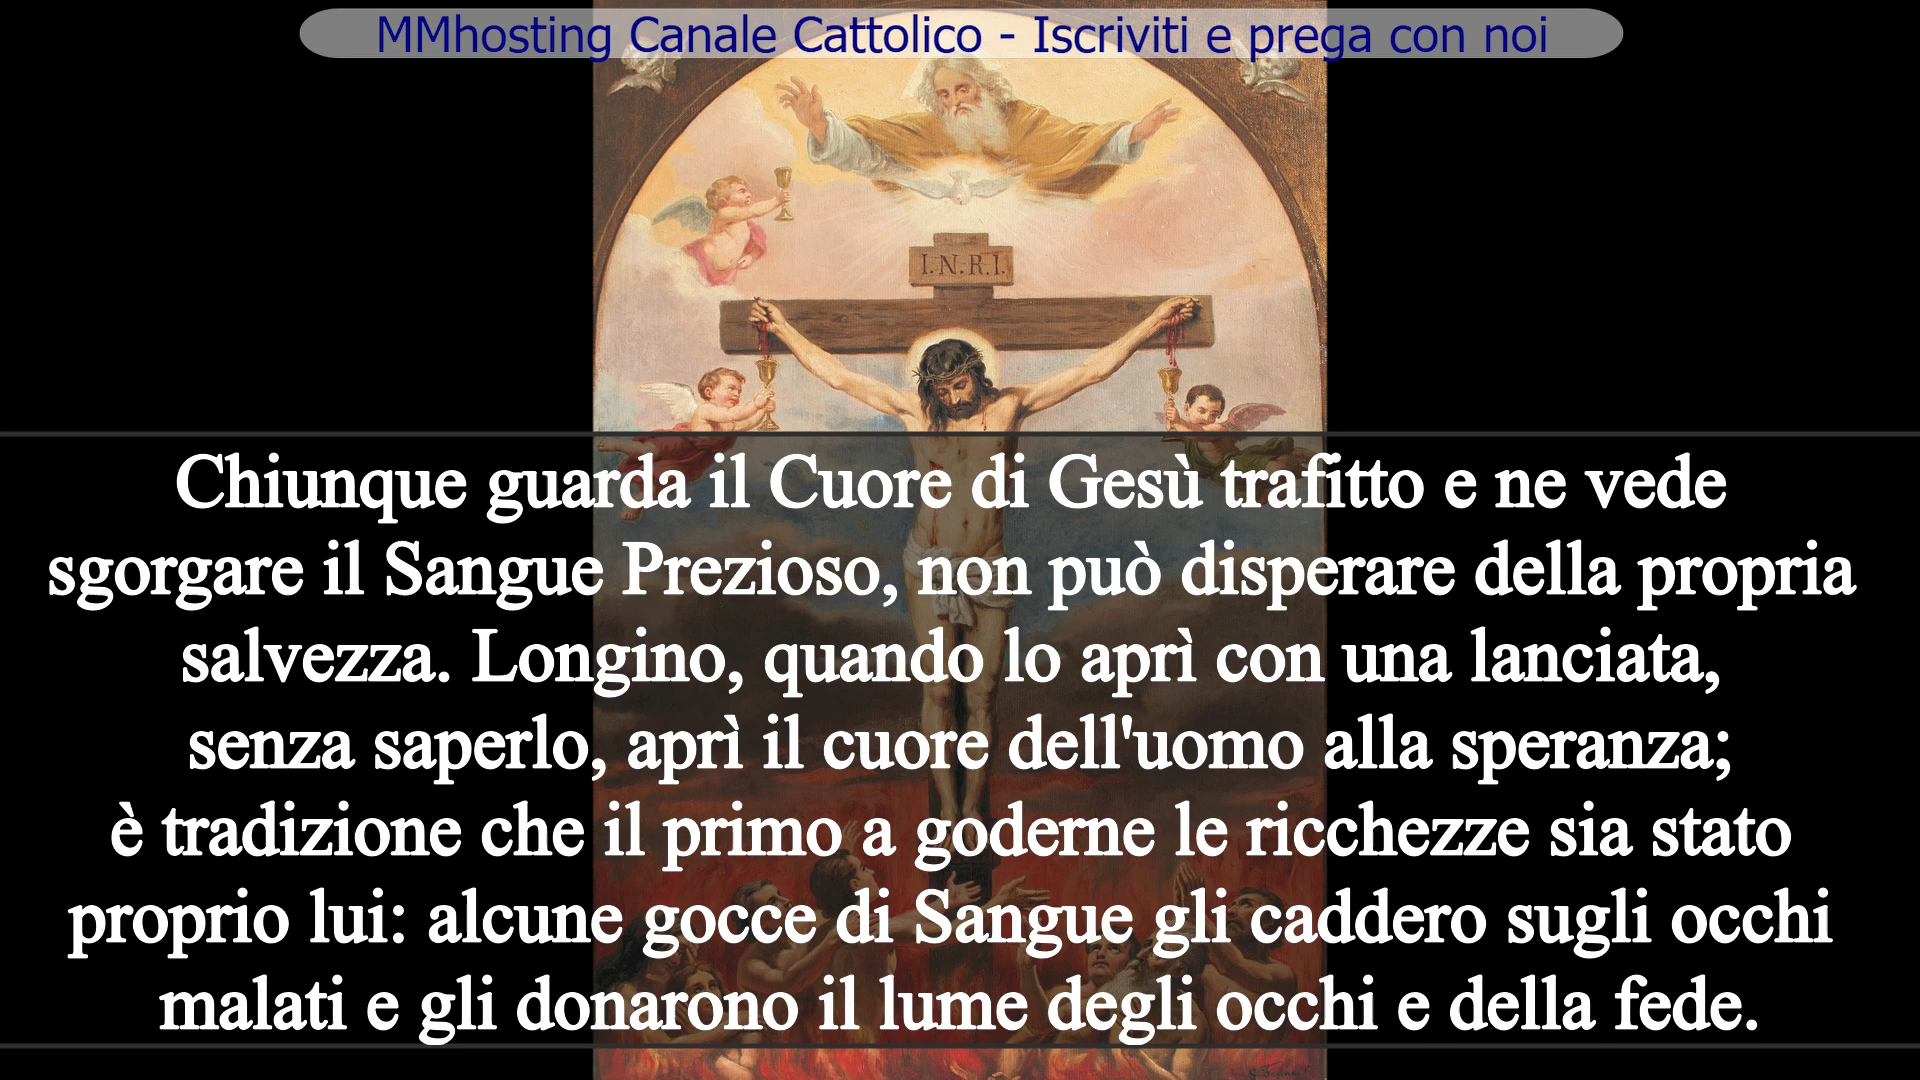 MMhosting Canale Cattolico - Iscriviti e prega con noi
I.N.R.I.
Chiunque guarda il Cuore di Gesù trafitto e ne vede
sgorgare il Sangue Prezioso, non può disperare della propria
salvezza. Longino, quando lo aprì con una lanciata,
senza saperlo, aprì il cuore dell'uomo alla speranza;
è tradizione che il primo a goderne le ricchezze sia stato
proprio lui: alcune gocce di Sangue gli caddero sugli occhi
malati e gli donarono il lume degli occhi e della fede.